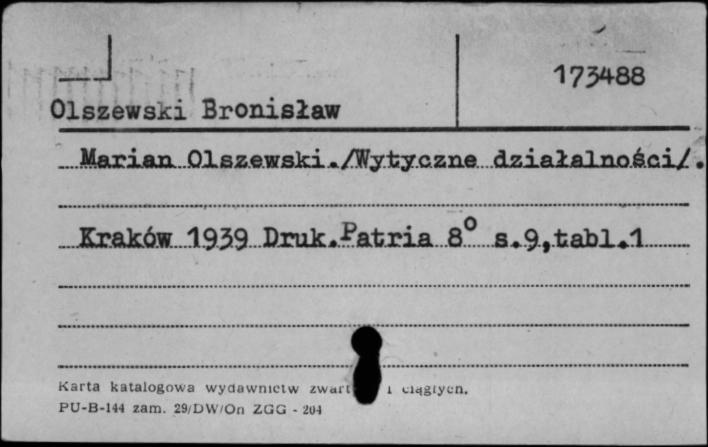 173488
Olszewski Bronisław
Marian Olszewski./Wytyczne działalności/.
Kraków 1939 Druk.Patria 8° s.9,tabl.1
Karta katalogowa wydawnictw i ciągłych.
PU-B-144 zam. 29/DW/On ZGG - 204